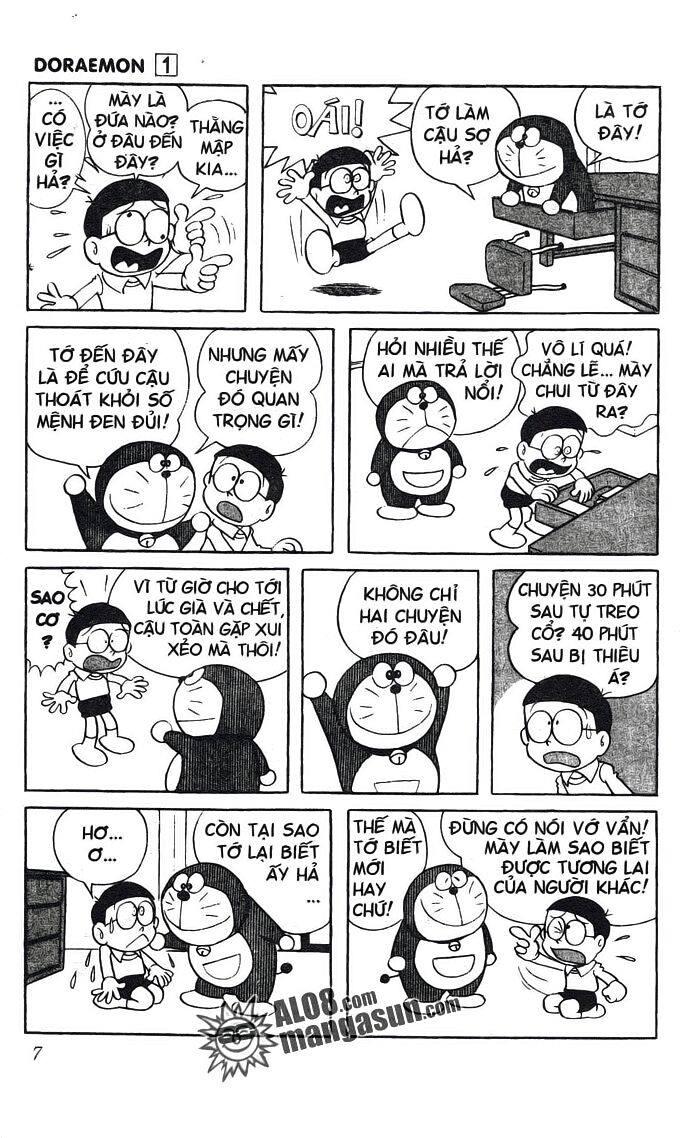 DORAEMON 1
LÀ TỚ
ĐÂY!
TỚ LÀM
CẬU SỢ
HẢ?
OÁI!
THẰNG
MẬP
KIA...
MÀY LÀ
ĐỨA NÀO?
Ở ĐÂU ĐẾN
ĐÂY?
...
CÓ
VIỆC
GÌ
HẢ?
VÔ LÍ QUÁ!
CHẲNG LẼ... MÀY
CHUI TỪ ĐÂY
RA?
HỎI NHIỀU THẾ
AI MÀ TRẢ LỜI
NỔI!
NHƯNG MẤY
CHUYỆN
ĐÓ QUAN
TRỌNG GÌ!
TỚ ĐẾN ĐÂY
LÀ ĐỂ CỨU CẬU
THOÁT KHỎI SỐ
MỆNH ĐEN ĐỦI!
CHUYỆN 30 PHÚT
SAU TỰ TREO
CỔ? 40 PHÚT
SAU BỊ THIÊU
Á?
KHÔNG CHỈ
HAI CHUYỆN
ĐÓ ĐÂU!
VÌ TỪ GIỜ CHO TỚI
LÚC GIÀ VÀ CHẾT,
CẬU TOÀN GẶP XUI
XẺO MÀ THÔI!
SAO
CƠ
?
ĐỪNG CÓ NÓI VỚ VẨN!
MÀY LÀM SAO BIẾT
ĐƯỢC TƯƠNG LAI
CỦA NGƯỜI KHÁC!
THẾ MÀ
TỚ BIẾT
MỚI
HAY
CHỨ!
CÒN TẠI SAO
TỚ LẠI BIẾT
ẤY HẢ
...
HƠ...
Ơ...
AL08.com
mangasun.com
7